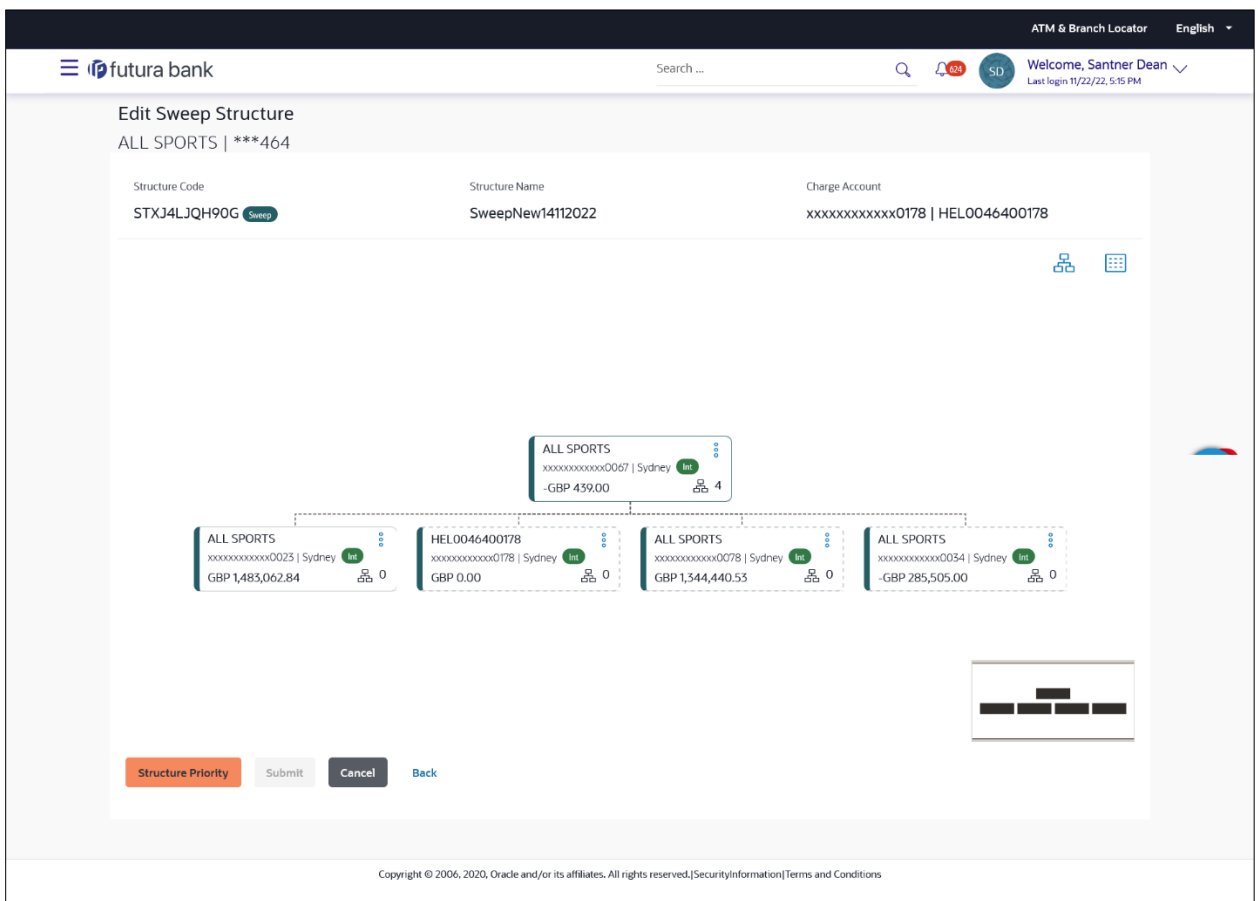 ATM & Branch Locator English
futura bank Search ... 624 SD Welcome, Santner Dean
Last login 11/22/22, 5:15 PM
Edit Sweep Structure
ALL SPORTS | ***464
Structure Code Structure Name Charge Account
STXJ4LJQH90G Sweep SweepNew14112022 xxxxxxxxxxxx0178 | HEL0046400178
ALL SPORTS
xxxxxxxxxxxx0067 | Sydney Int
-GBP 439.00 4
ALL SPORTS HEL0046400178 ALL SPORTS ALL SPORTS
xxxxxxxxxxxx0023 | Sydney Int xxxxxxxxxxxx0178 | Sydney Int xxxxxxxxxxxx0078 | Sydney Int xxxxxxxxxxxx0034 | Sydney Int
GBP 1,483,062.84 0 GBP 0.00 0 GBP 1,344,440.53 0 -GBP 285,505.00 0
Structure Priority Submit Cancel Back
Copyright © 2006, 2020, Oracle and/or its affiliates. All rights reserved.|SecurityInformation|Terms and Conditions